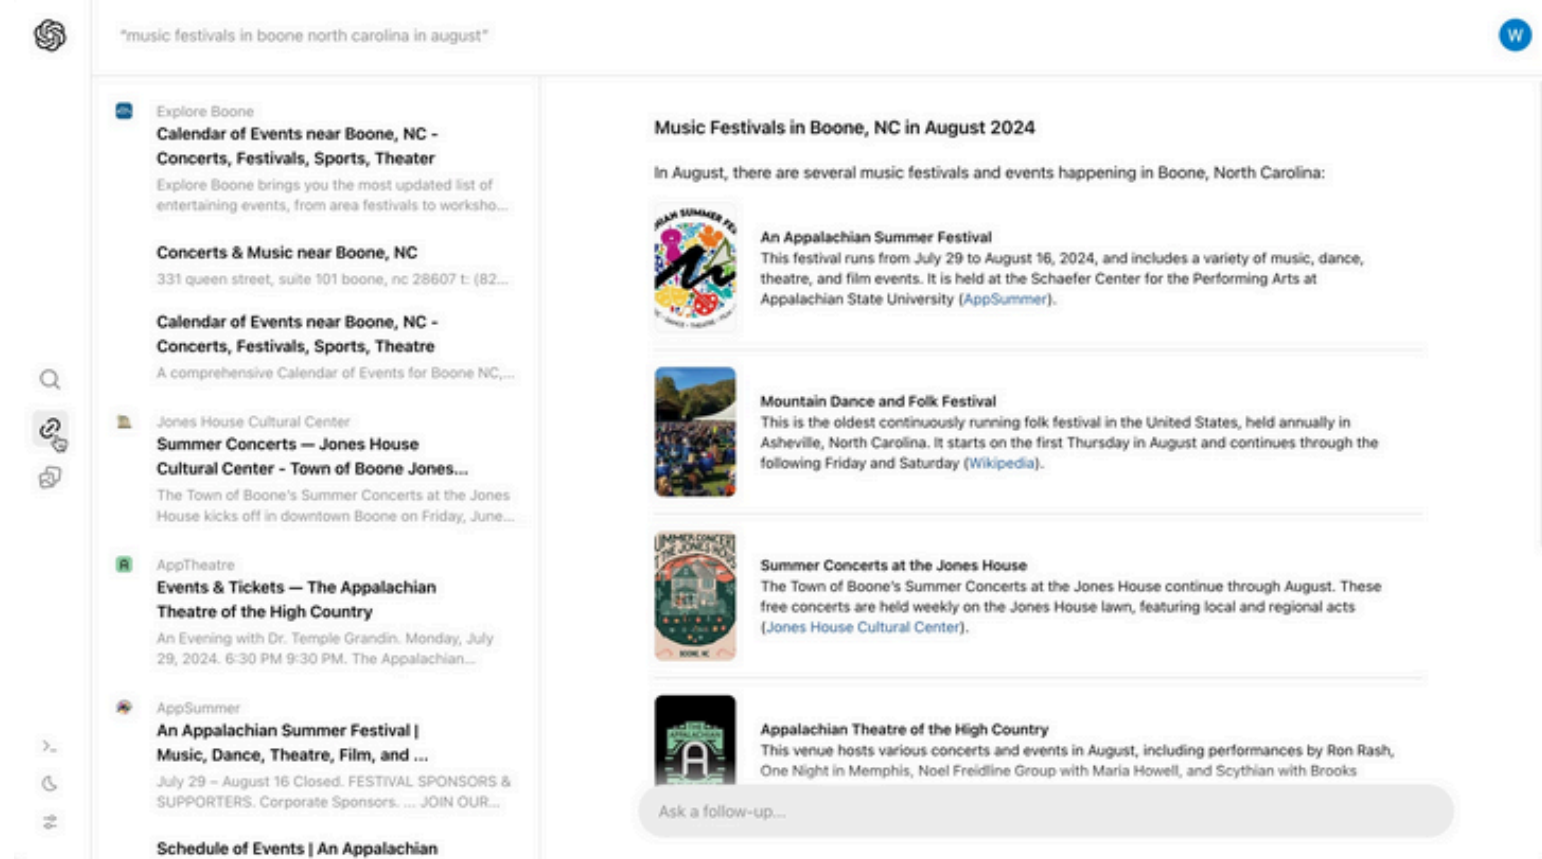 "music festivals in boone north carolina in august"
W
Explore Boone
Calendar of Events near Boone, NC -
Concerts, Festivals, Sports, Theater
Explore Boone brings you the most updated list of
entertaining events, from area festivals to worksho...
Concerts & Music near Boone, NC
331 queen street, suite 101 boone, nc 28607 t: (82...
Calendar of Events near Boone, NC -
Concerts, Festivals, Sports, Theatre
A comprehensive Calendar of Events for Boone NC,...
Jones House Cultural Center
Summer Concerts — Jones House
Cultural Center - Town of Boone Jones...
The Town of Boone's Summer Concerts at the Jones
House kicks off in downtown Boone on Friday, June...
A
AppTheatre
Events & Tickets — The Appalachian
Theatre of the High Country
An Evening with Dr. Temple Grandin. Monday, July
29, 2024. 6:30 PM 9:30 PM. The Appalachian...
AppSummer
An Appalachian Summer Festival |
Music, Dance, Theatre, Film, and ...
July 29 – August 16 Closed. FESTIVAL SPONSORS &
SUPPORTERS. Corporate Sponsors. ... JOIN OUR...
Schedule of Events | An Appalachian
Music Festivals in Boone, NC in August 2024
In August, there are several music festivals and events happening in Boone, North Carolina:
SUMMER
DANCE • THEATRE • FILM
An Appalachian Summer Festival
This festival runs from July 29 to August 16, 2024, and includes a variety of music, dance,
theatre, and film events. It is held at the Schaefer Center for the Performing Arts at
Appalachian State University (AppSummer).
Mountain Dance and Folk Festival
This is the oldest continuously running folk festival in the United States, held annually in
Asheville, North Carolina. It starts on the first Thursday in August and continues through the
following Friday and Saturday (Wikipedia).
UMMER CONCERT
THE JONES HOUS
BOONE, NC
Summer Concerts at the Jones House
The Town of Boone's Summer Concerts at the Jones House continue through August. These
free concerts are held weekly on the Jones House lawn, featuring local and regional acts
(Jones House Cultural Center).
THE
APPALACHIAN
A
Appalachian Theatre of the High Country
This venue hosts various concerts and events in August, including performances by Ron Rash,
One Night in Memphis, Noel Freidline Group with Maria Howell, and Scythian with Brooks
Ask a follow-up...